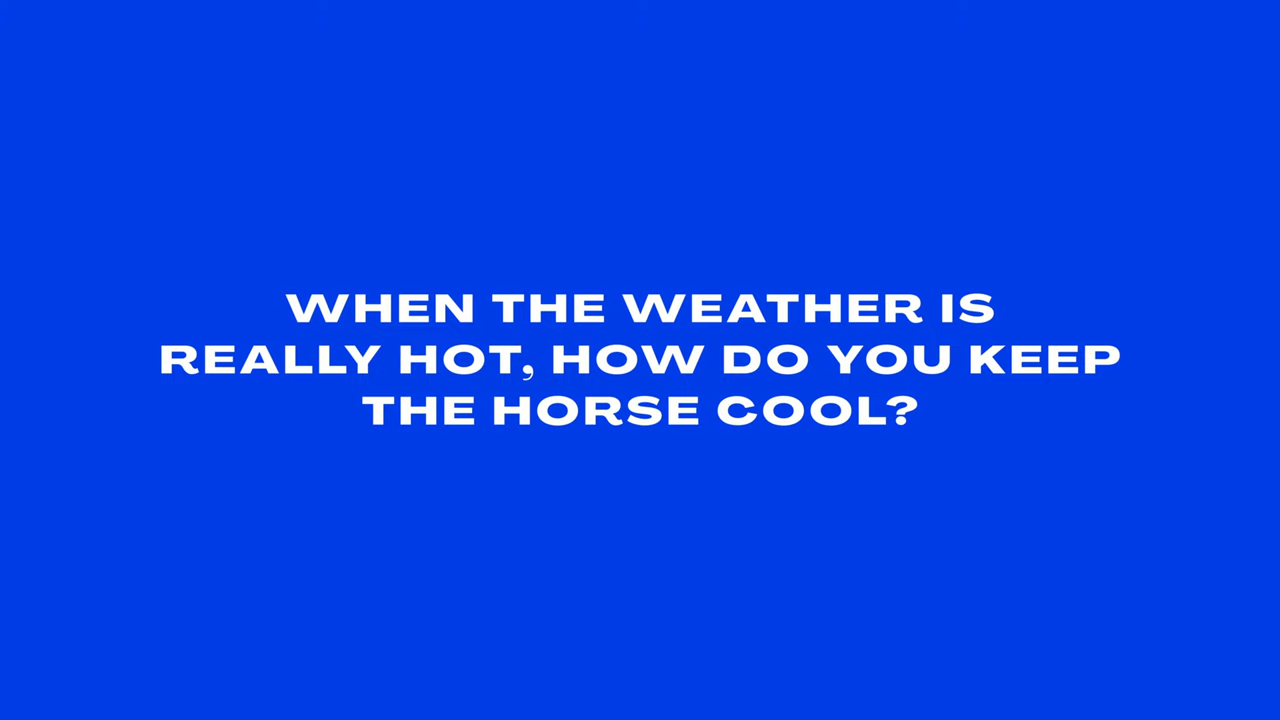 WHEN THE WEATHER IS
REALLY HOT, HOW DO YOU KEEP
THE HORSE COOL?